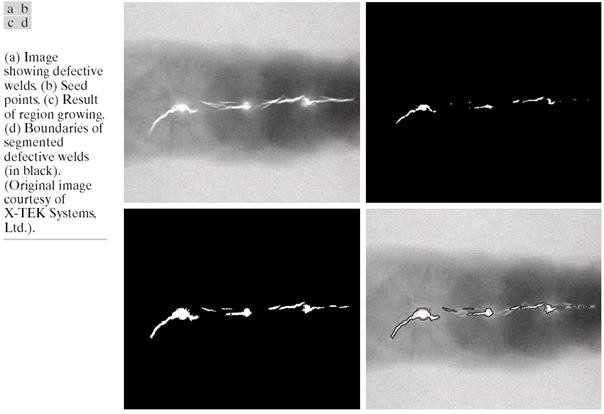 a b
c d
(a) Image
showing defective
welds. (b) Seed
points. (c) Result
of region growing.
(d) Boundaries of
segmented
defective welds
(in black).
(Original image
courtesy of
X-TEK Systems,
Ltd.).